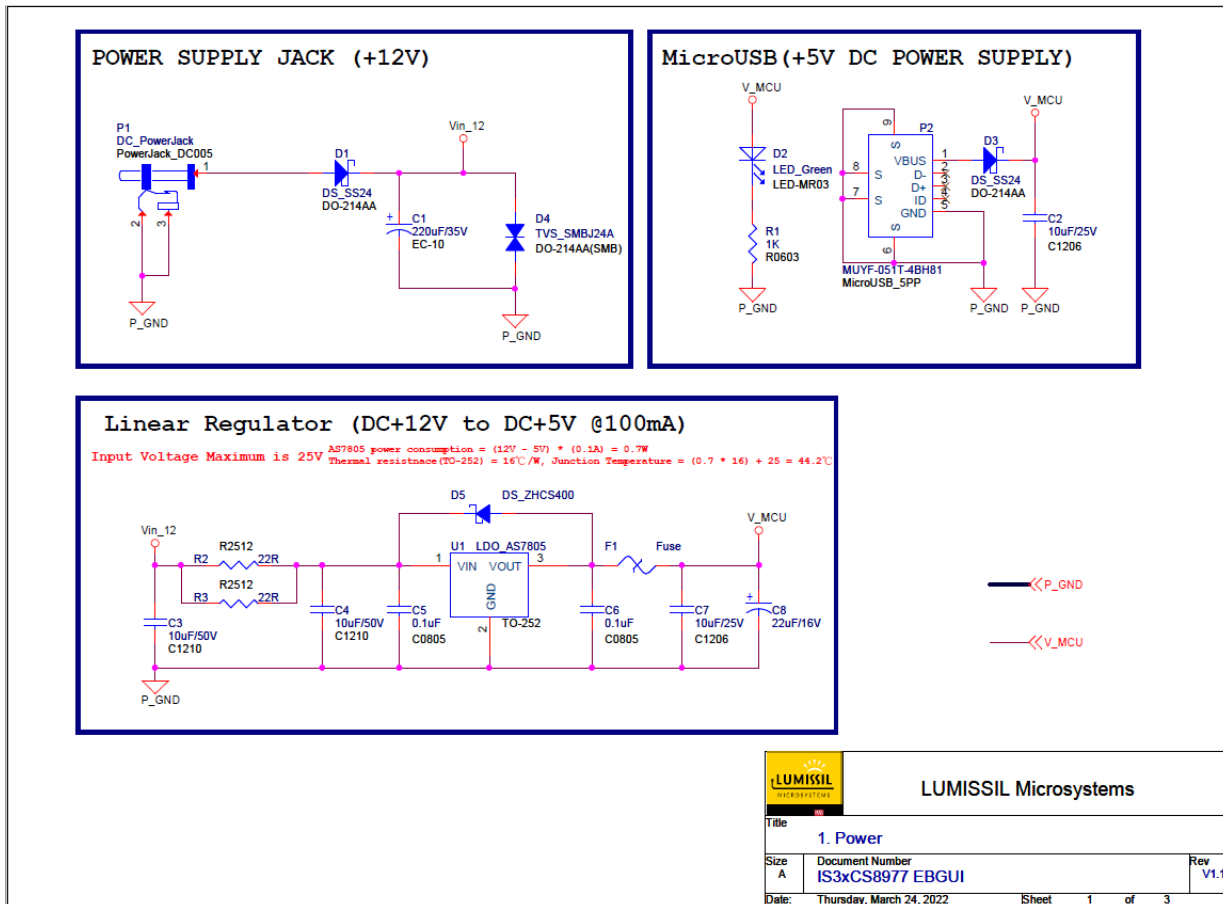 POWER SUPPLY JACK (+12V)
P1
DC_PowerJack
PowerJack_DC005
1
2
3
P_GND
D1
DS_SS24
DO-214AA
Vin_12
+
C1
220uF/35V
EC-10
D4
TVS_SMBJ24A
DO-214AA(SMB)
P_GND
MicroUSB(+5V DC POWER SUPPLY)
V_MCU
D2
LED_Green
LED-MR03
R1
1K
R0603
P_GND
P2
9
S
8
S
7
S
S
6
VBUS
D-
D+
ID
GND
1
2
3
4
5
MUYF-051T-4BH81
MicroUSB_5PP
D3
DS_SS24
DO-214AA
V_MCU
C2
10uF/25V
C1206
P_GND
P_GND
Linear Regulator (DC+12V to DC+5V @100mA)
Input Voltage Maximum is 25V
AS7805 power consumption = (12V - 5V) * (0.1A) = 0.7W
Thermal resistnace(TO-252) = 16℃/W, Junction Temperature = (0.7 * 16) + 25 = 44.2℃
Vin_12
R2512
R2
22R
R2512
R3
22R
C3
10uF/50V
C1210
P_GND
C4
10uF/50V
C1210
C5
0.1uF
C0805
D5
DS_ZHCS400
U1
LDO_AS7805
1
VIN
VOUT
3
GND
2
TO-252
F1
Fuse
C6
0.1uF
C0805
C7
10uF/25V
C1206
V_MCU
+
C8
22uF/16V
P_GND
V_MCU
LUMISSIL
MICROSYSTEMS
LUMISSIL Microsystems
Title
1. Power
Size
A
Document Number
IS3xCS8977 EBGUI
Rev
V1.1
Date:
Thursday, March 24, 2022
Sheet 1 of 3